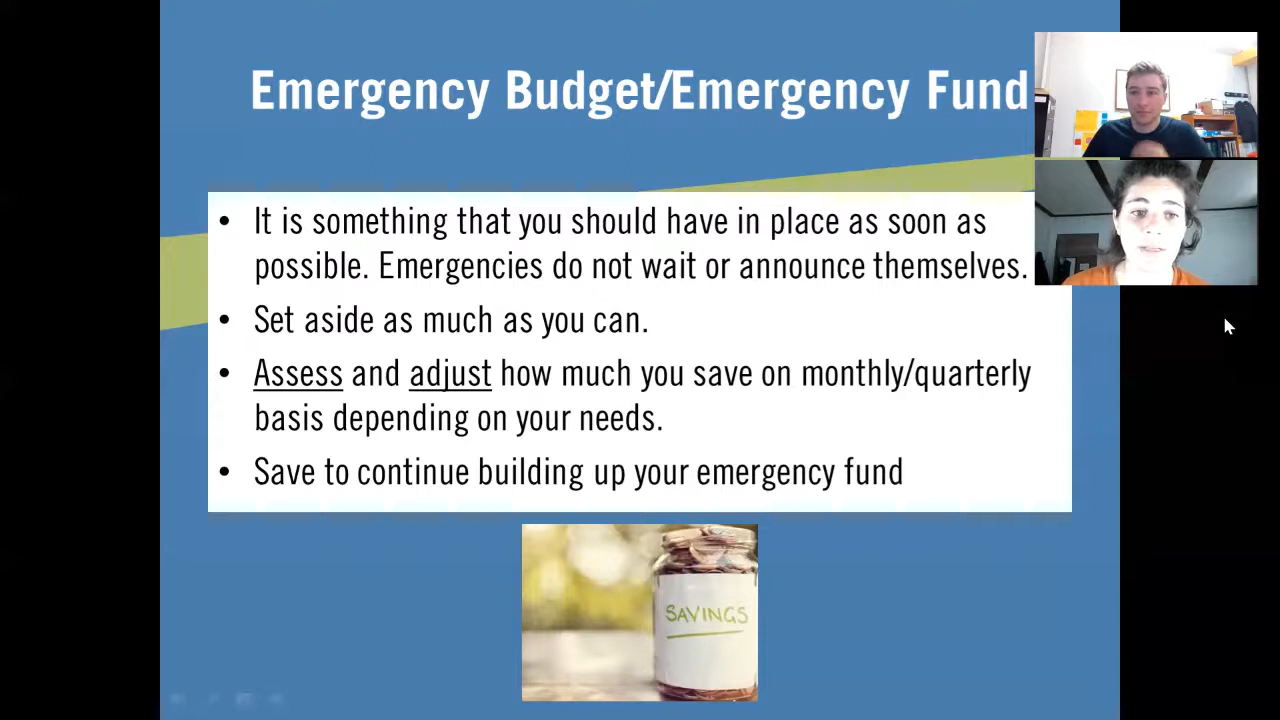 Emergency Budget/Emergency Fund
• It is something that you should have in place as soon as
possible. Emergencies do not wait or announce themselves.
• Set aside as much as you can.
• Assess and adjust how much you save on monthly/quarterly
basis depending on your needs.
• Save to continue building up your emergency fund
SAVINGS